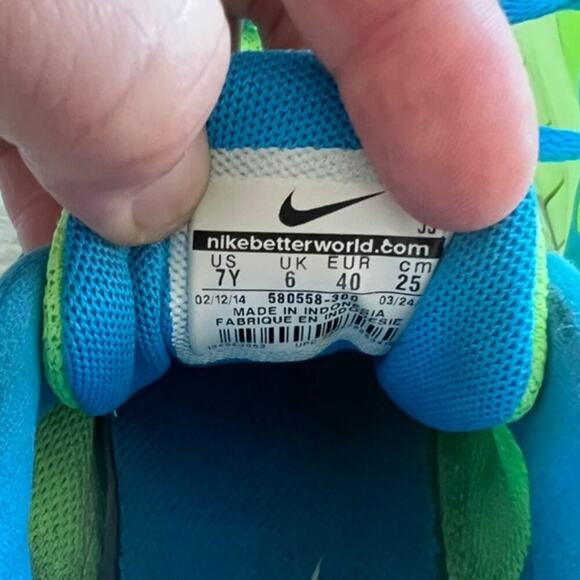 nikebetterworld.com
US UK EUR cm
7Y 6 40 25
02/12/14 580558-300 03/24/
MADE IN INDONESIA
FABRIQUE EN